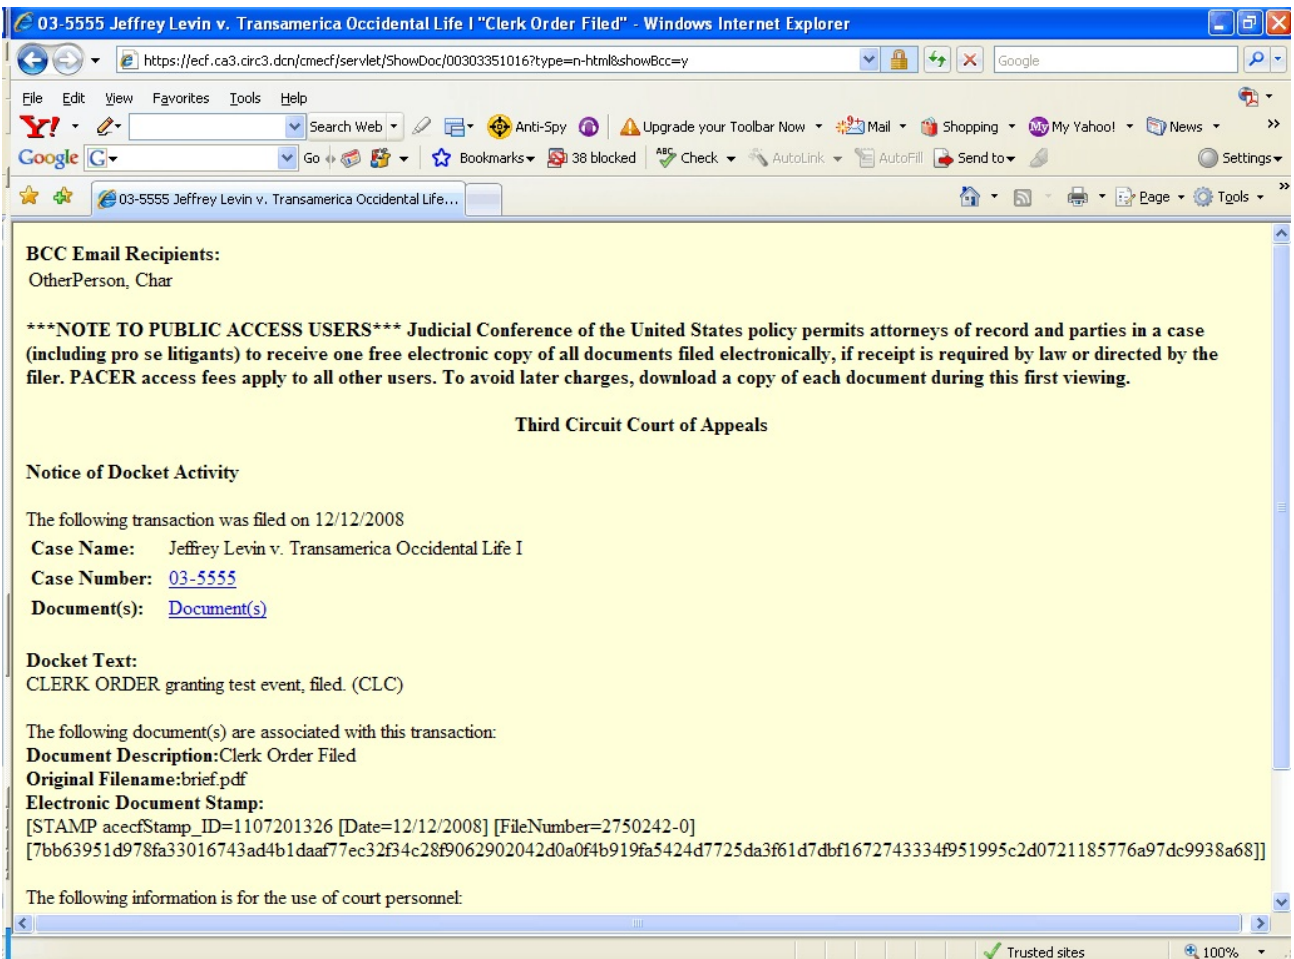 03-5555 Jeffrey Levin v. Transamerica Occidental Life I "Clerk Order Filed" - Windows Internet Explorer
https://ecf.ca3.circ3.dcn/cmecf/servlet/ShowDoc/00303351016?type=n-html&showBcc=y Google
File Edit View Favorites Tools Help
Y! Search Web Anti-Spy Upgrade your Toolbar Now Mail Shopping My My Yahoo! News >>
Google G Go Bookmarks 38 blocked ABC Check AutoLink AutoFill Send to Settings
03-5555 Jeffrey Levin v. Transamerica Occidental Life... Page Tools >>
BCC Email Recipients:
OtherPerson, Char
***NOTE TO PUBLIC ACCESS USERS*** Judicial Conference of the United States policy permits attorneys of record and parties in a case
(including pro se litigants) to receive one free electronic copy of all documents filed electronically, if receipt is required by law or directed by the
filer. PACER access fees apply to all other users. To avoid later charges, download a copy of each document during this first viewing.
Third Circuit Court of Appeals
Notice of Docket Activity
The following transaction was filed on 12/12/2008
Case Name: Jeffrey Levin v. Transamerica Occidental Life I
Case Number: 03-5555
Document(s): Document(s)
Docket Text:
CLERK ORDER granting test event, filed. (CLC)
The following document(s) are associated with this transaction:
Document Description:Clerk Order Filed
Original Filename:brief.pdf
Electronic Document Stamp:
[STAMP acecfStamp_ID=1107201326 [Date=12/12/2008] [FileNumber=2750242-0]
[7bb63951d978fa33016743ad4b1daaf77ec32f34c28f9062902042d0a0f4b919fa5424d7725da3f61d7dbf1672743334f951995c2d0721185776a97dc9938a68]]
The following information is for the use of court personnel:
Trusted sites 100%